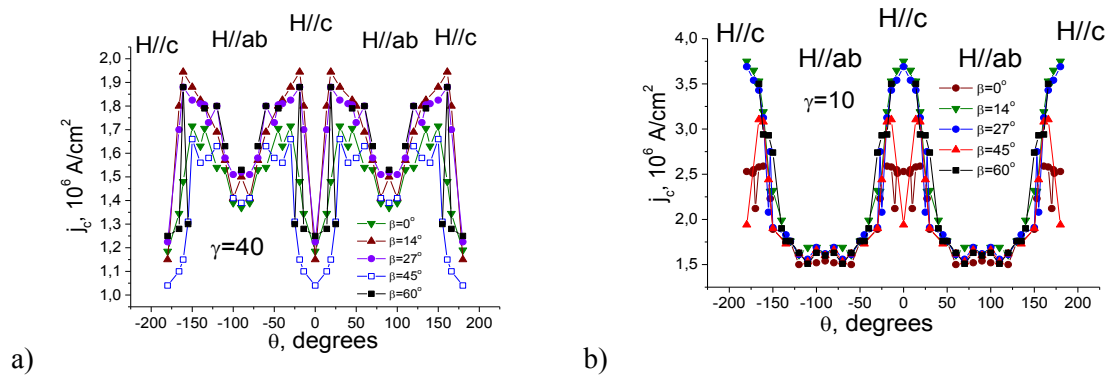 H//c
H//ab
H//c
H//ab
H//c
2,0
1,9
1,8
1,7
1,6
1,5
1,4
1,3
1,2
1,1
1,0
j_c, 10^6 A/cm^2
γ=40
β=0°
β=14°
β=27°
β=45°
β=60°
-200 -150 -100 -50 0 50 100 150 200
θ, degrees
a)
H//c
H//ab
H//c
H//ab
H//c
4,0
3,5
3,0
2,5
2,0
1,5
j_c, 10^6 A/cm^2
γ=10
β=0°
β=14°
β=27°
β=45°
β=60°
-200 -150 -100 -50 0 50 100 150 200
θ, degrees
b)